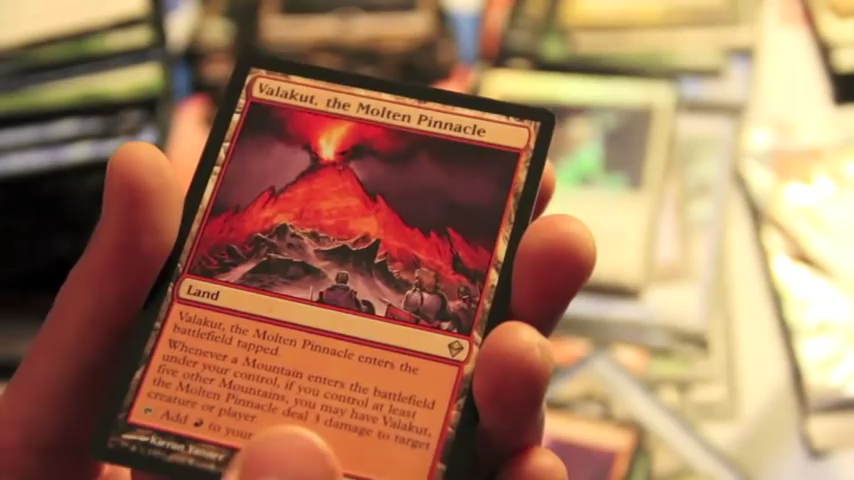 Valakut, the Molten Pinnacle
Land
Valakut, the Molten Pinnacle enters the
battlefield tapped.
Whenever a Mountain enters the battlefield
under your control, if you control at least
five other Mountains, you may have Valakut,
the Molten Pinnacle deal 3 damage to target
creature or player.
Add to your